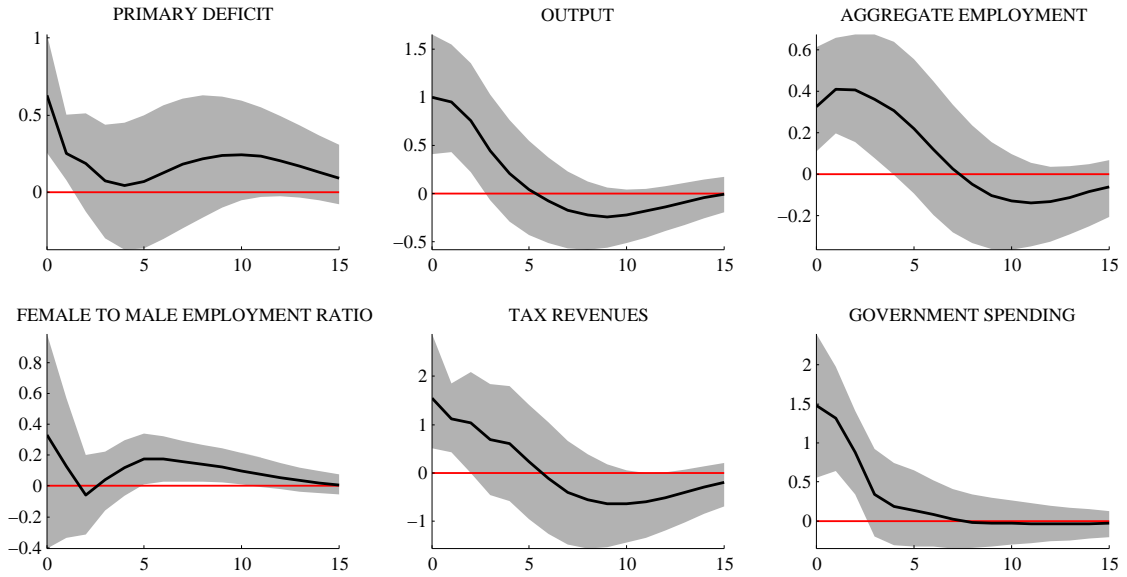 PRIMARY DEFICIT
1
0.5
0
0 5 10 15
OUTPUT
1.5
1
0.5
0
−0.5
0 5 10 15
AGGREGATE EMPLOYMENT
0.6
0.4
0.2
0
−0.2
0 5 10 15
FEMALE TO MALE EMPLOYMENT RATIO
0.8
0.6
0.4
0.2
0
−0.2
−0.4
0 5 10 15
TAX REVENUES
2
1
0
−1
0 5 10 15
GOVERNMENT SPENDING
2
1.5
1
0.5
0
0 5 10 15